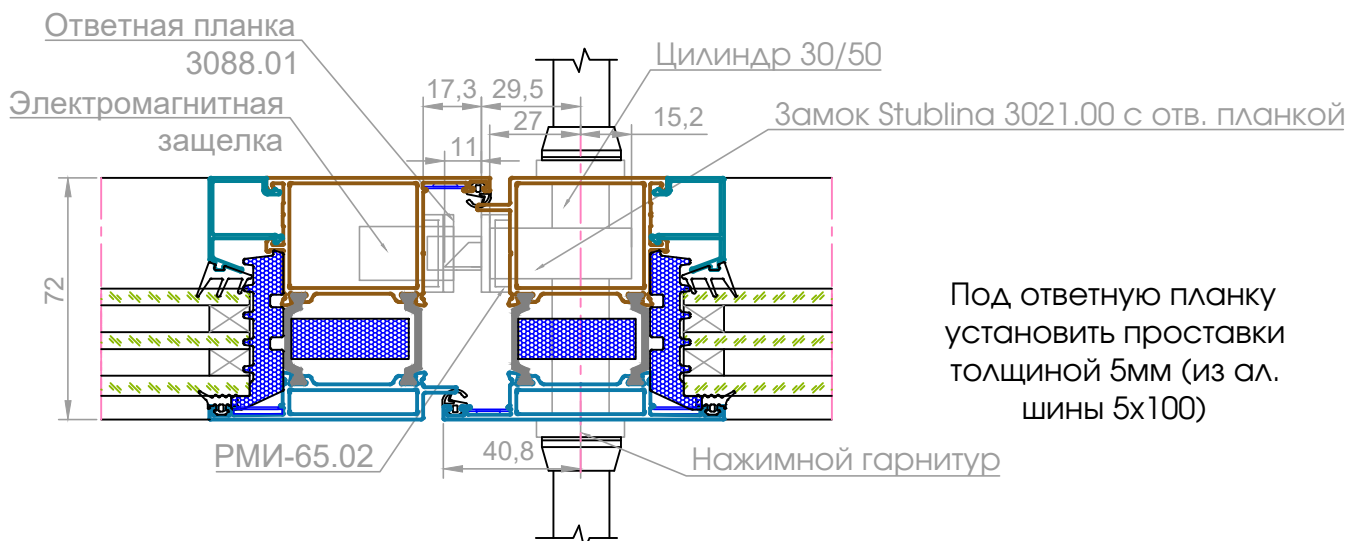 Ответная планка
3088.01
Электромагнитная
защелка
Цилиндр 30/50
Замок Stublina 3021.00 с отв. планкой
17,3
29,5
27
15,2
11
72
Под ответную планку
установить проставки
толщиной 5мм (из ал.
шины 5х100)
РМИ-65.02
40,8
Нажимной гарнитур